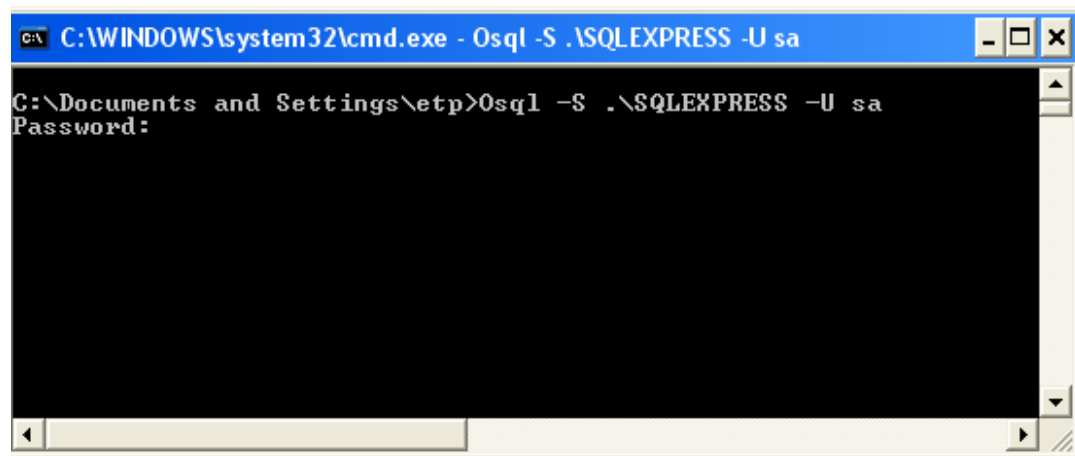 C:\WINDOWS\system32\cmd.exe - Osql -S .\SQLEXPRESS -U sa
C:\Documents and Settings\etp>Osql -S .\SQLEXPRESS -U sa
Password: